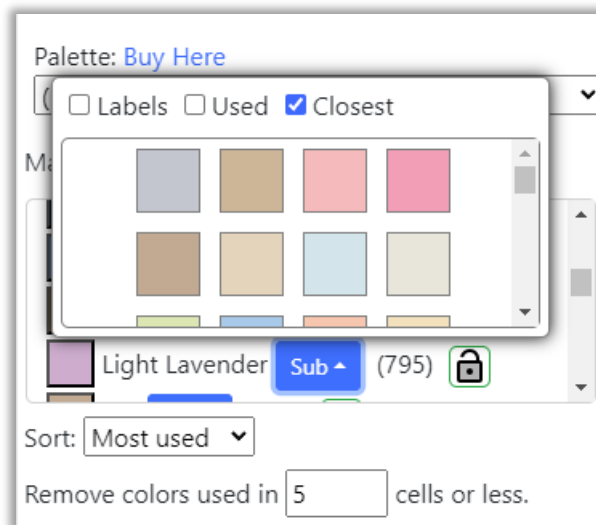 Palette: Buy Here
(
Labels Used Closest
Ma
Light Lavender Sub (795)
Sort: Most used
Remove colors used in 5 cells or less.